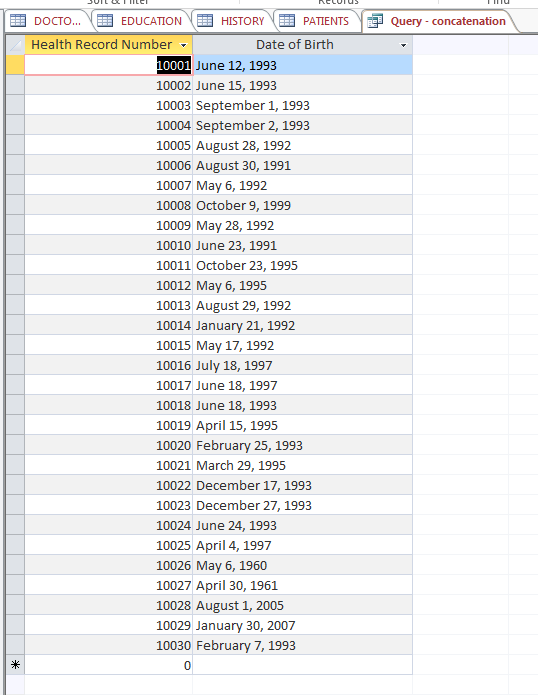 Sort & Filter Records Find
DOCTO... EDUCATION HISTORY PATIENTS Query - concatenation
Health Record Number Date of Birth
10001 June 12, 1993
10002 June 15, 1993
10003 September 1, 1993
10004 September 2, 1993
10005 August 28, 1992
10006 August 30, 1991
10007 May 6, 1992
10008 October 9, 1999
10009 May 28, 1992
10010 June 23, 1991
10011 October 23, 1995
10012 May 6, 1995
10013 August 29, 1992
10014 January 21, 1992
10015 May 17, 1992
10016 July 18, 1997
10017 June 18, 1997
10018 June 18, 1993
10019 April 15, 1995
10020 February 25, 1993
10021 March 29, 1995
10022 December 17, 1993
10023 December 27, 1993
10024 June 24, 1993
10025 April 4, 1997
10026 May 6, 1960
10027 April 30, 1961
10028 August 1, 2005
10029 January 30, 2007
10030 February 7, 1993
0